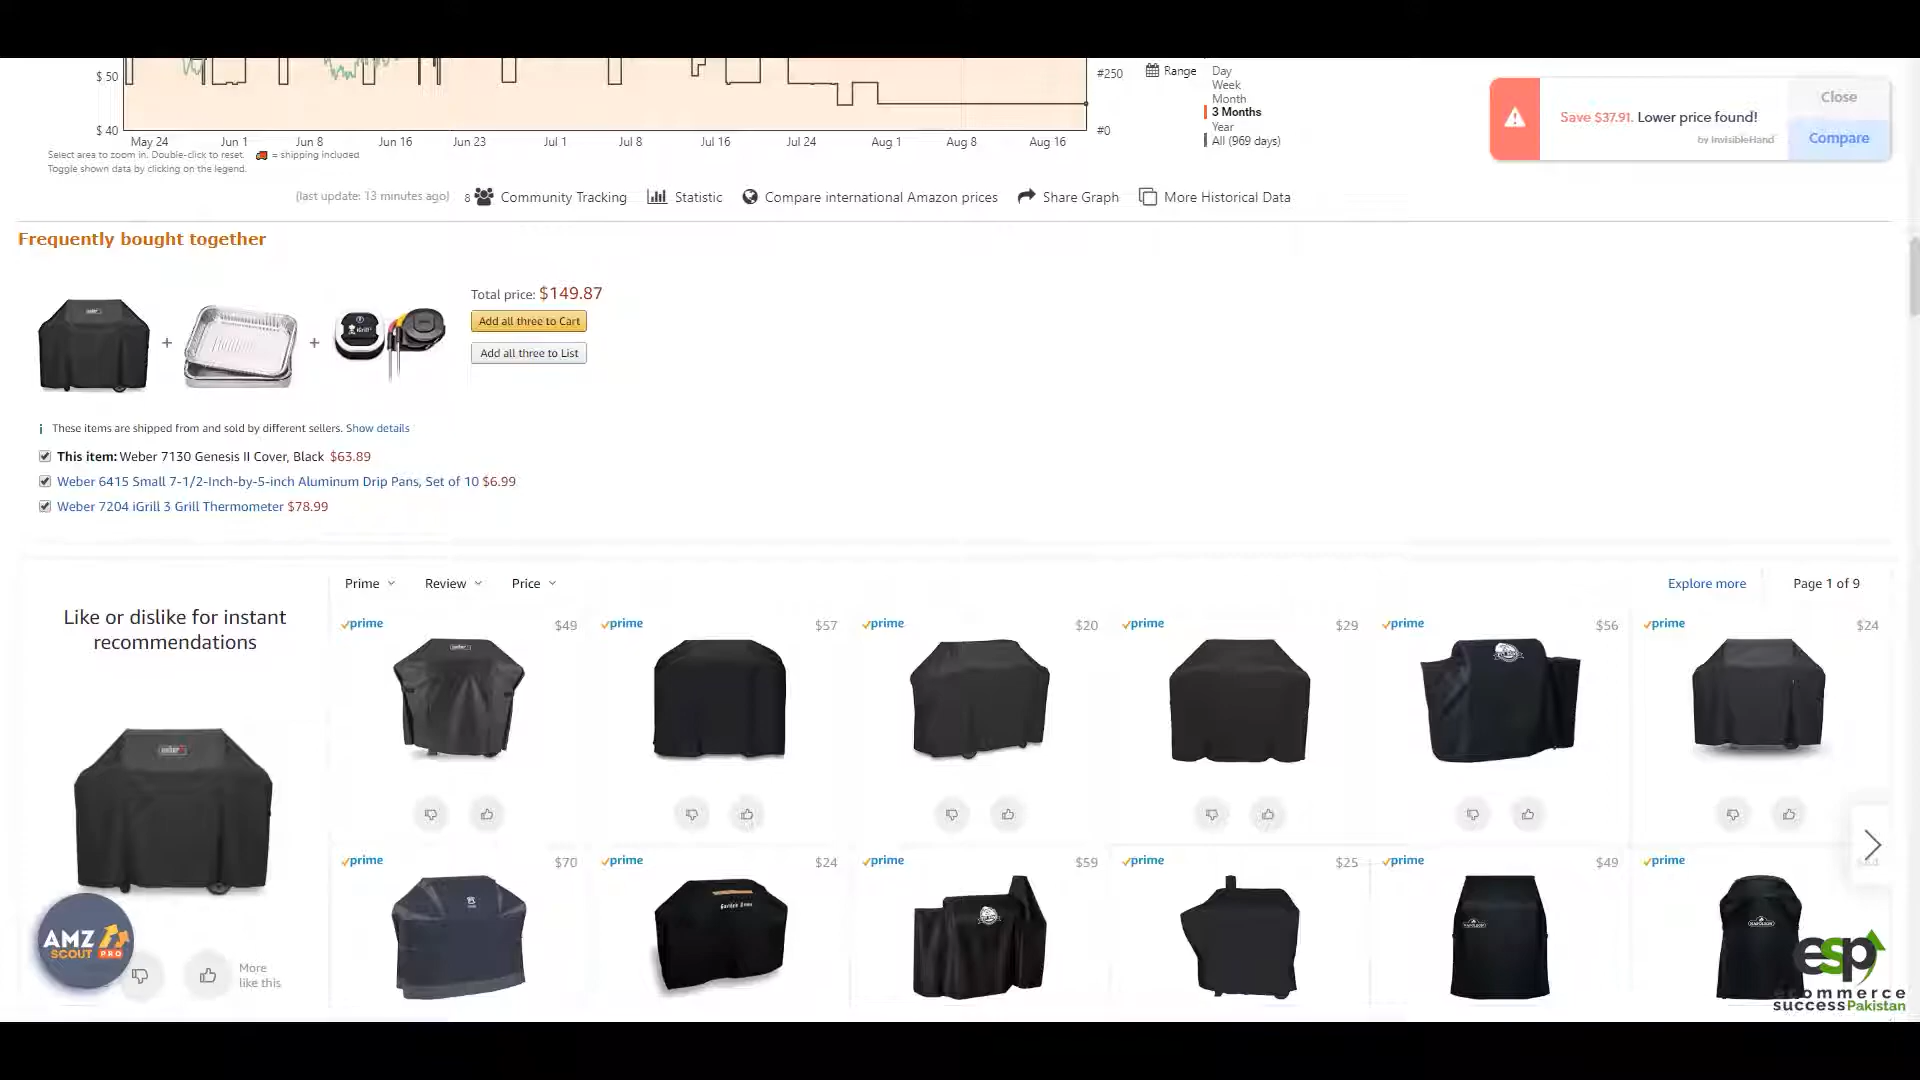 $ 50
$ 40
May 24 Jun 1 Jun 8 Jun 16 Jun 23 Jul 1 Jul 8 Jul 16 Jul 24 Aug 1 Aug 8 Aug 16
#250
#0
Range
Day
Week
Month
3 Months
Year
All (969 days)
Select area to zoom in. Double-click to reset. = shipping included
Toggle shown data by clicking on the legend.
Save $37.91. Lower price found!
by InvisibleHand
Close
Compare
(last update: 13 minutes ago) 8 Community Tracking Statistic Compare international Amazon prices Share Graph More Historical Data
Frequently bought together
weber
+
+
iGrill
Total price: $149.87
Add all three to Cart
Add all three to List
i These items are shipped from and sold by different sellers. Show details
This item: Weber 7130 Genesis II Cover, Black $63.89
Weber 6415 Small 7-1/2-Inch-by-5-inch Aluminum Drip Pans, Set of 10 $6.99
Weber 7204 iGrill 3 Grill Thermometer $78.99
Prime Review Price Explore more Page 1 of 9
Like or dislike for instant
recommendations
weber
More
like this
prime $49
prime $57
prime $20
prime $29
prime $56
prime $24
weber
prime $70
prime $24
prime $59
prime $25
prime $49
prime
NAPOLEON
NAPOLEON
AMZ
SCOUT PRO
esp
ecommerce
successPakistan